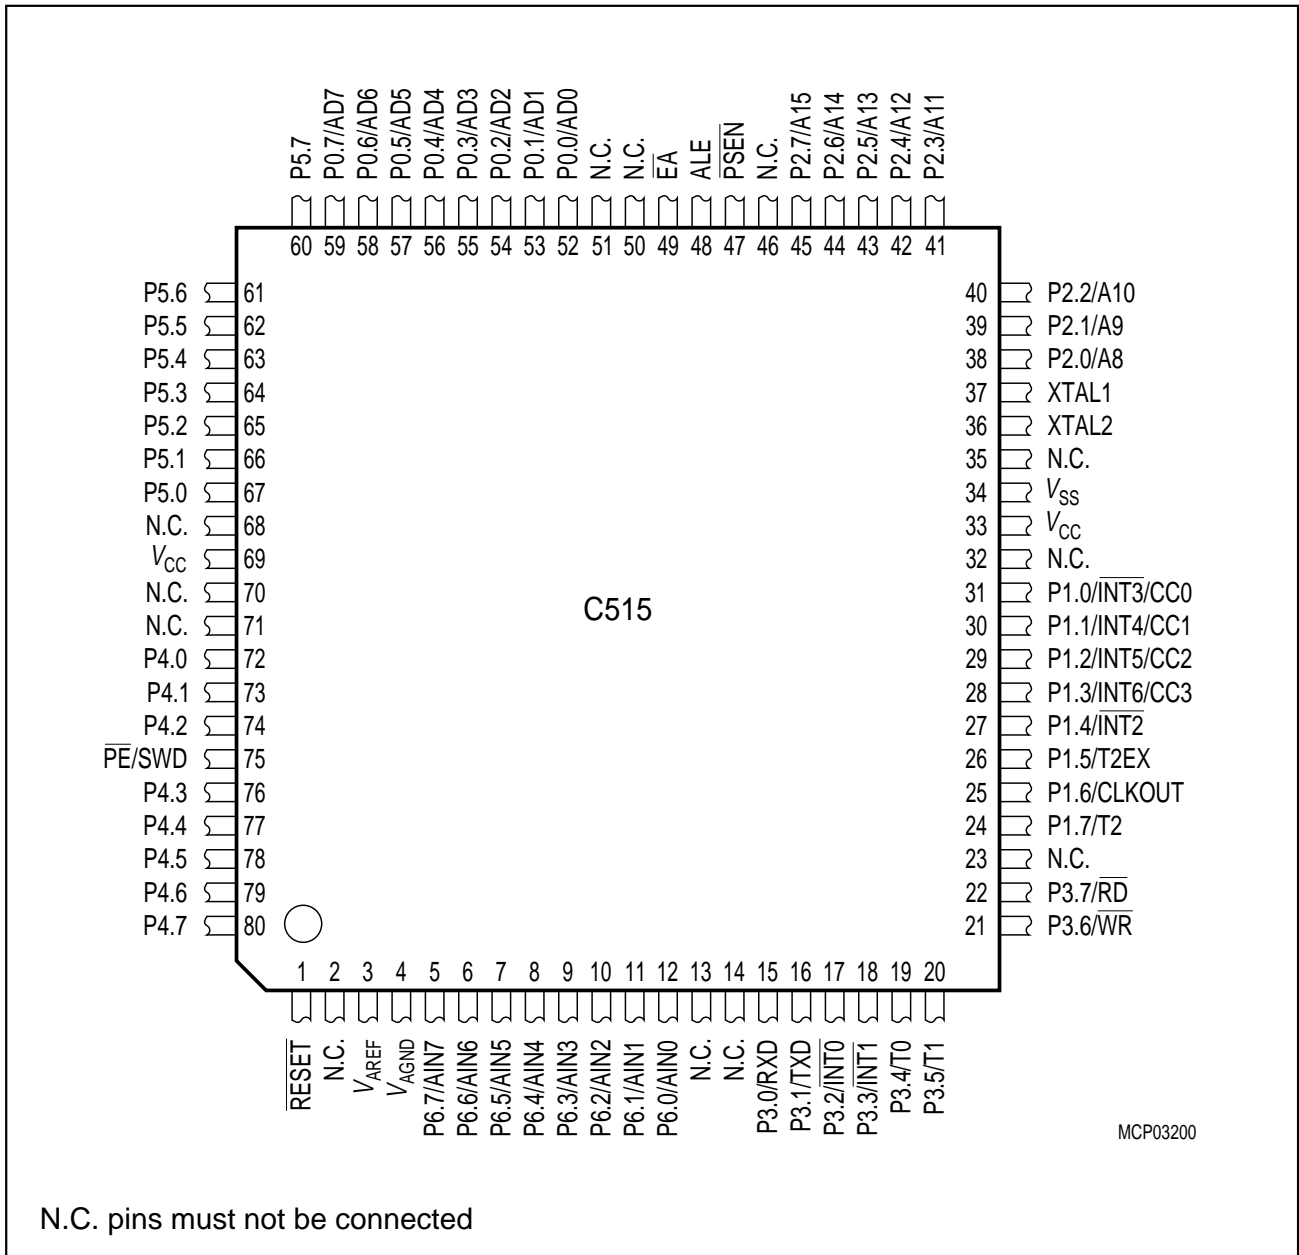 P5.7
P0.7/AD7
P0.6/AD6
P0.5/AD5
P0.4/AD4
P0.3/AD3
P0.2/AD2
P0.1/AD1
P0.0/AD0
N.C.
N.C.
E̅A̅
ALE
P̅S̅E̅N̅
N.C.
P2.7/A15
P2.6/A14
P2.5/A13
P2.4/A12
P2.3/A11
60 59 58 57 56 55 54 53 52 51 50 49 48 47 46 45 44 43 42 41
P5.6 61 40 P2.2/A10
P5.5 62 39 P2.1/A9
P5.4 63 38 P2.0/A8
P5.3 64 37 XTAL1
P5.2 65 36 XTAL2
P5.1 66 35 N.C.
P5.0 67 34 VSS
N.C. 68 33 VCC
VCC 69 32 N.C.
N.C. 70 31 P1.0/I̅N̅T̅3̅/CC0
C515
N.C. 71 30 P1.1/INT4/CC1
P4.0 72 29 P1.2/INT5/CC2
P4.1 73 28 P1.3/INT6/CC3
P4.2 74 27 P1.4/I̅N̅T̅2̅
P̅E̅/SWD 75 26 P1.5/T2EX
P4.3 76 25 P1.6/CLKOUT
P4.4 77 24 P1.7/T2
P4.5 78 23 N.C.
P4.6 79 22 P3.7/R̅D̅
P4.7 80 21 P3.6/W̅R̅
1 2 3 4 5 6 7 8 9 10 11 12 13 14 15 16 17 18 19 20
R̅E̅S̅E̅T̅
N.C.
VAREF
VAGND
P6.7/AIN7
P6.6/AIN6
P6.5/AIN5
P6.4/AIN4
P6.3/AIN3
P6.2/AIN2
P6.1/AIN1
P6.0/AIN0
N.C.
N.C.
P3.0/RXD
P3.1/TXD
P3.2/I̅N̅T̅0̅
P3.3/I̅N̅T̅1̅
P3.4/T0
P3.5/T1
MCP03200
N.C. pins must not be connected